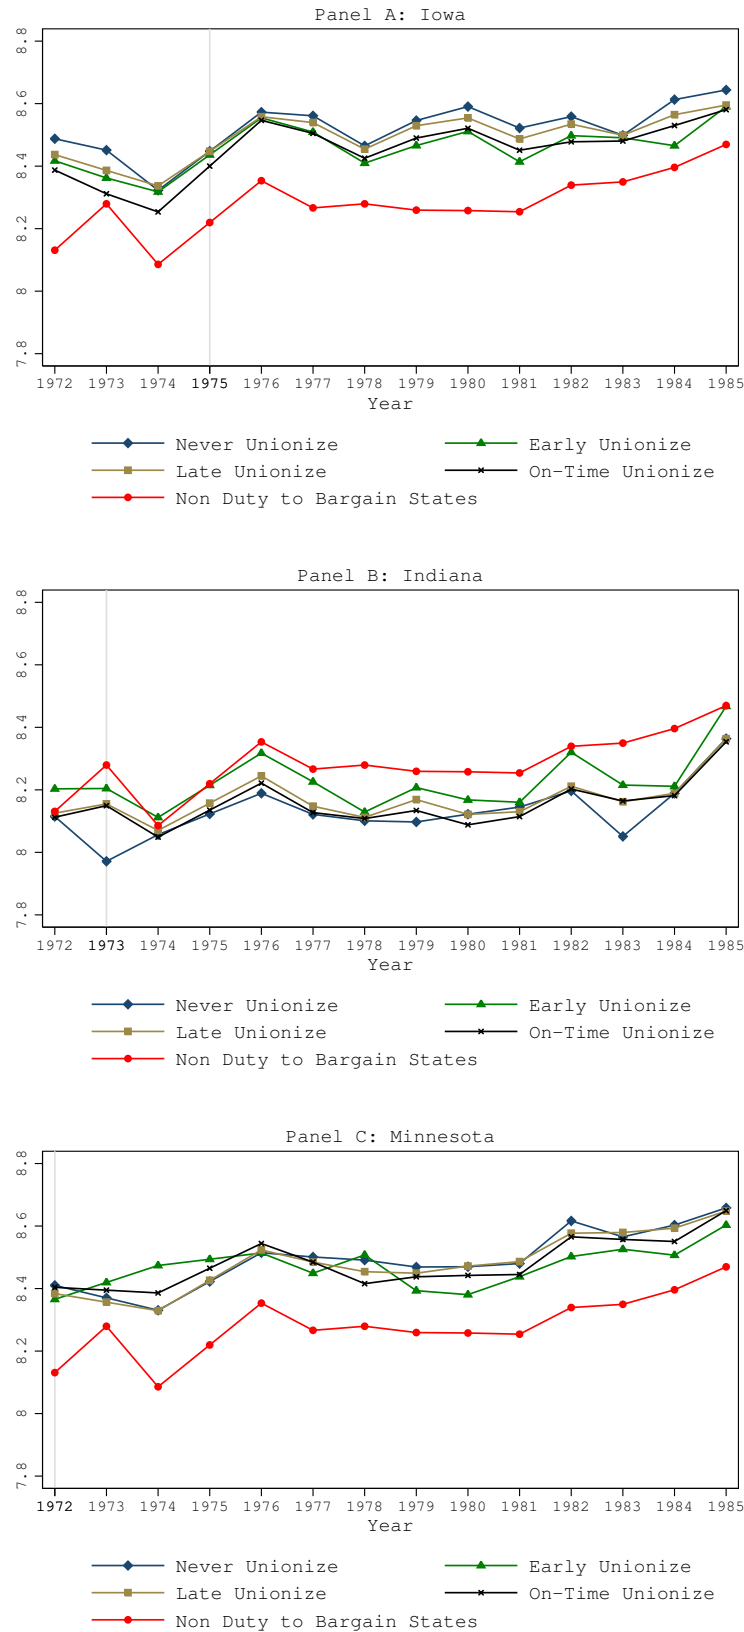 Panel A: Iowa
8.8
8.6
8.4
8.2
8
7.8
1972 1973 1974 1975 1976 1977 1978 1979 1980 1981 1982 1983 1984 1985
Year
Never Unionize Early Unionize
Late Unionize On-Time Unionize
Non Duty to Bargain States
Panel B: Indiana
8.8
8.6
8.4
8.2
8
7.8
1972 1973 1974 1975 1976 1977 1978 1979 1980 1981 1982 1983 1984 1985
Year
Never Unionize Early Unionize
Late Unionize On-Time Unionize
Non Duty to Bargain States
Panel C: Minnesota
8.8
8.6
8.4
8.2
8
7.8
1972 1973 1974 1975 1976 1977 1978 1979 1980 1981 1982 1983 1984 1985
Year
Never Unionize Early Unionize
Late Unionize On-Time Unionize
Non Duty to Bargain States